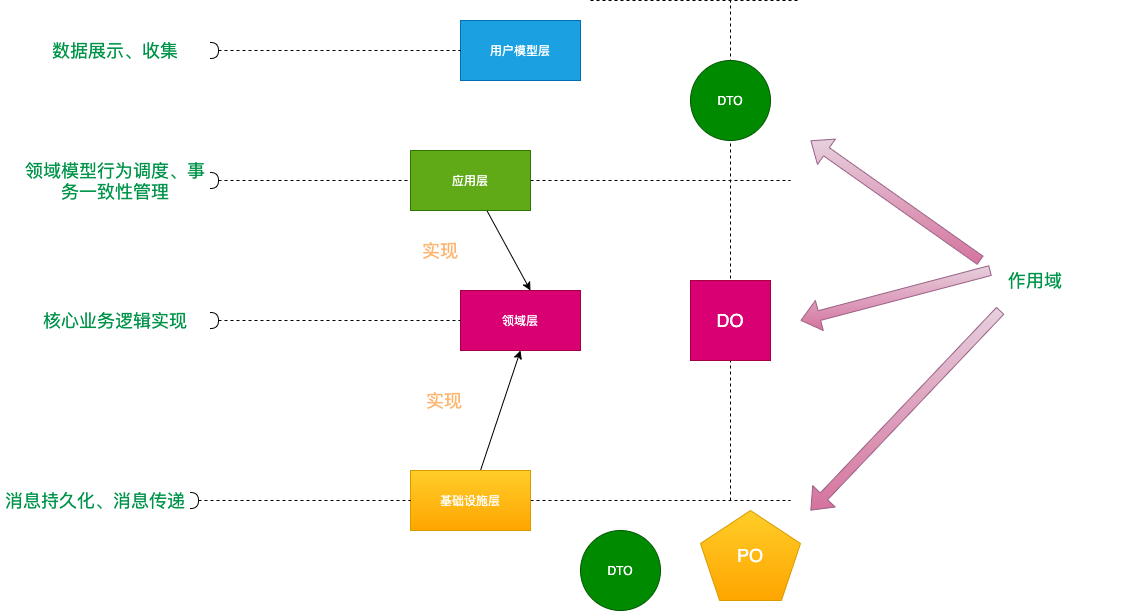 数据展示、收集
用户模型层
DTO
领域模型行为调度、事
务一致性管理
应用层
实现
作用域
核心业务逻辑实现
领域层
DO
实现
消息持久化、消息传递
基础设施层
PO
DTO